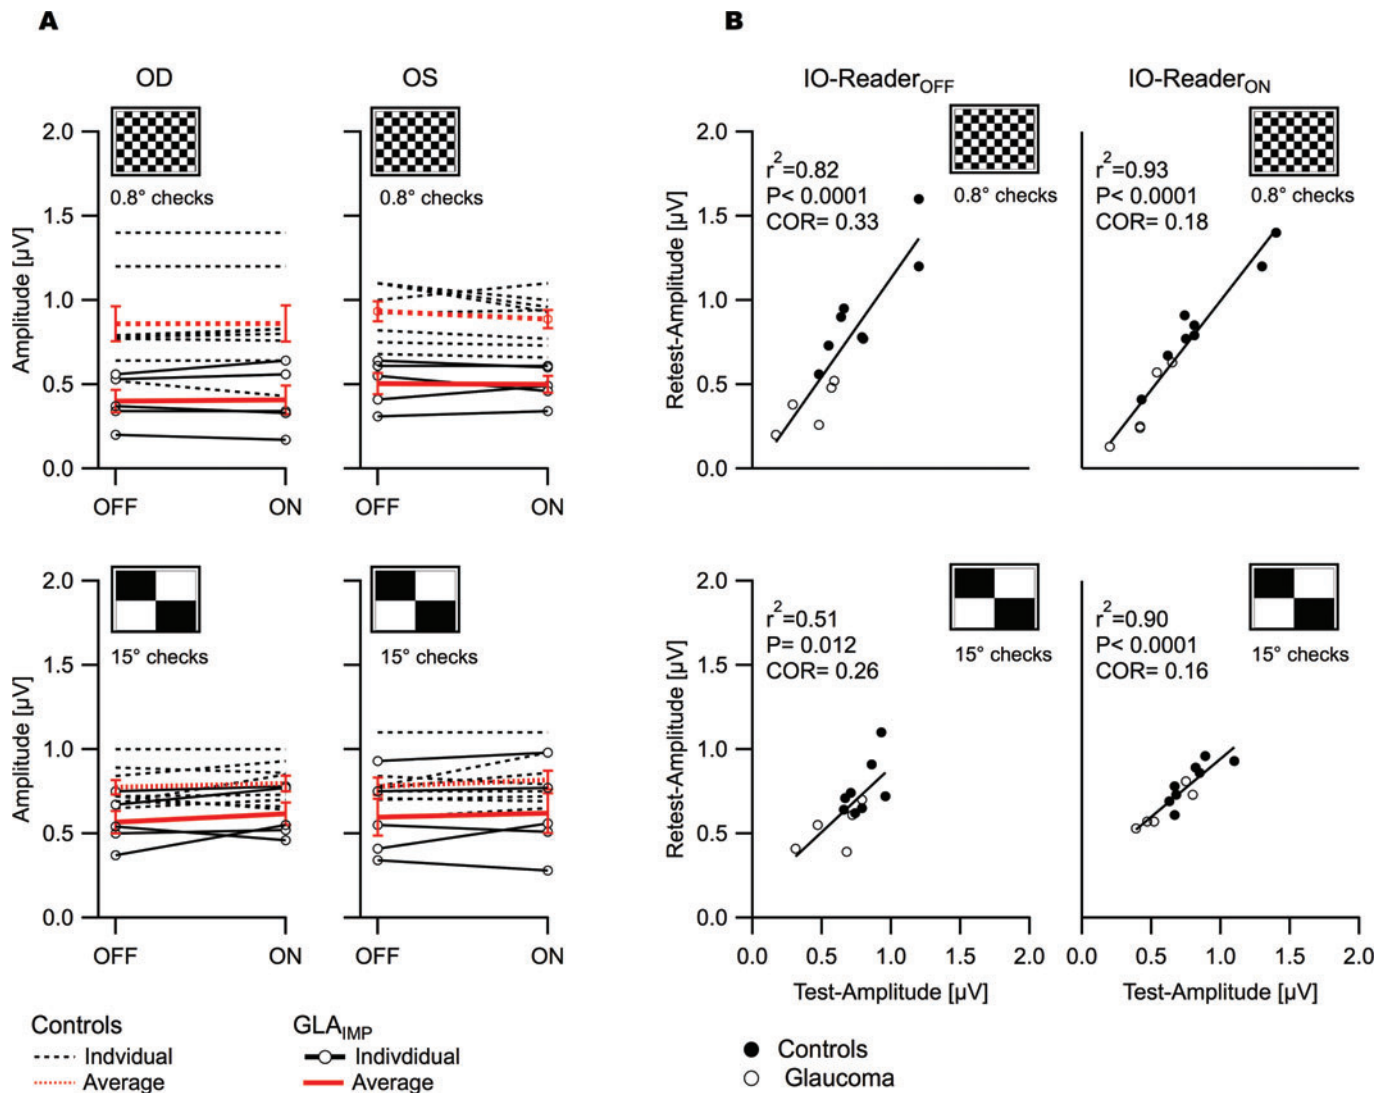 A
B
OD
OS
IO-Reader_OFF
IO-Reader_ON
2.0
1.5
1.0
0.5
0.0
Amplitude [µV]
0.8° checks
0.8° checks
OFF
ON
OFF
ON
2.0
1.5
1.0
0.5
0.0
Retest-Amplitude [µV]
r²=0.82
P< 0.0001
COR= 0.33
0.8° checks
r²=0.93
P< 0.0001
COR= 0.18
0.8° checks
2.0
1.5
1.0
0.5
0.0
Amplitude [µV]
15° checks
15° checks
OFF
ON
OFF
ON
2.0
1.5
1.0
0.5
0.0
Retest-Amplitude [µV]
r²=0.51
P= 0.012
COR= 0.26
15° checks
r²=0.90
P< 0.0001
COR= 0.16
15° checks
0.0 0.5 1.0 1.5 2.0
0.0 0.5 1.0 1.5 2.0
Test-Amplitude [µV]
Test-Amplitude [µV]
Controls
Indvidual
Average
GLA_IMP
Indivdidual
Average
Controls
Glaucoma